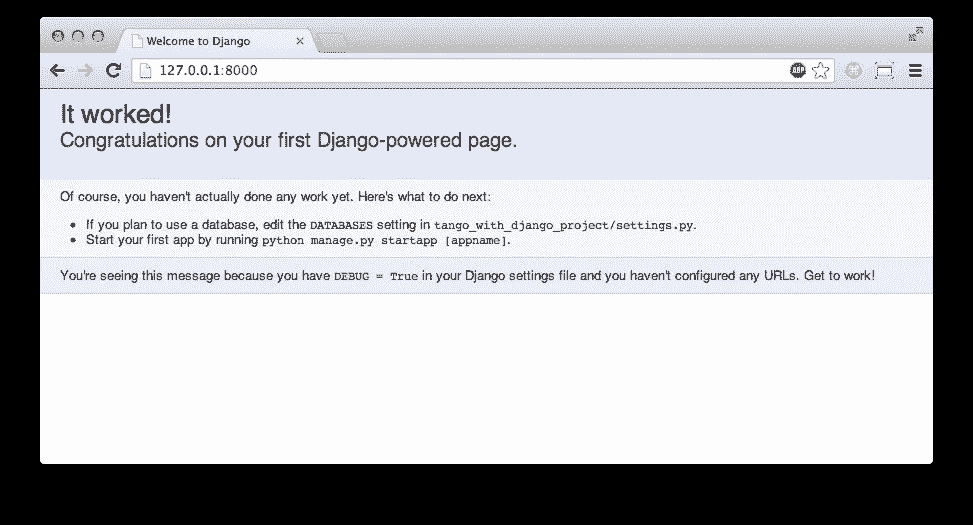 Welcome to Django
127.0.0.1:8000
ABP
It worked!
Congratulations on your first Django-powered page.
Of course, you haven't actually done any work yet. Here's what to do next:
If you plan to use a database, edit the DATABASES setting in tango_with_django_project/settings.py.
Start your first app by running python manage.py startapp [appname].
You're seeing this message because you have DEBUG = True in your Django settings file and you haven't configured any URLs. Get to work!